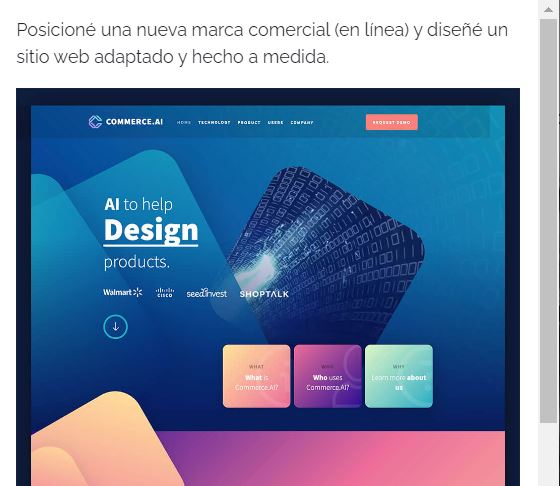 Posicioné una nueva marca comercial (en línea) y diseñé un
sitio web adaptado y hecho a medida.
COMMERCE.AI HOME TECHNOLOGY PRODUCT USERS COMPANY REQUEST DEMO
AI to help
Design
products.
Walmart cisco seedinvest SHOPTALK
WHAT
What is
Commerce.AI?
WHO
Who uses
Commerce.AI?
WHY
Learn more about
us